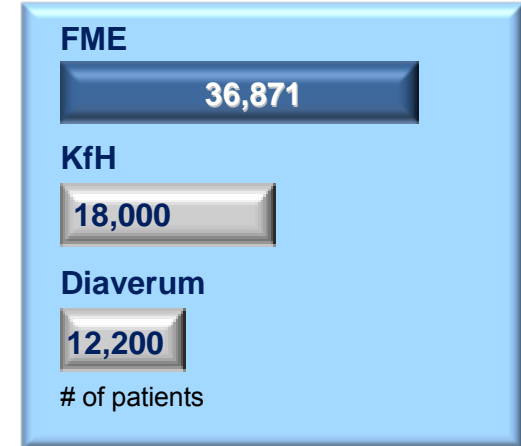 FME
36,871
KfH
18,000
Diaverum
12,200
# of patients